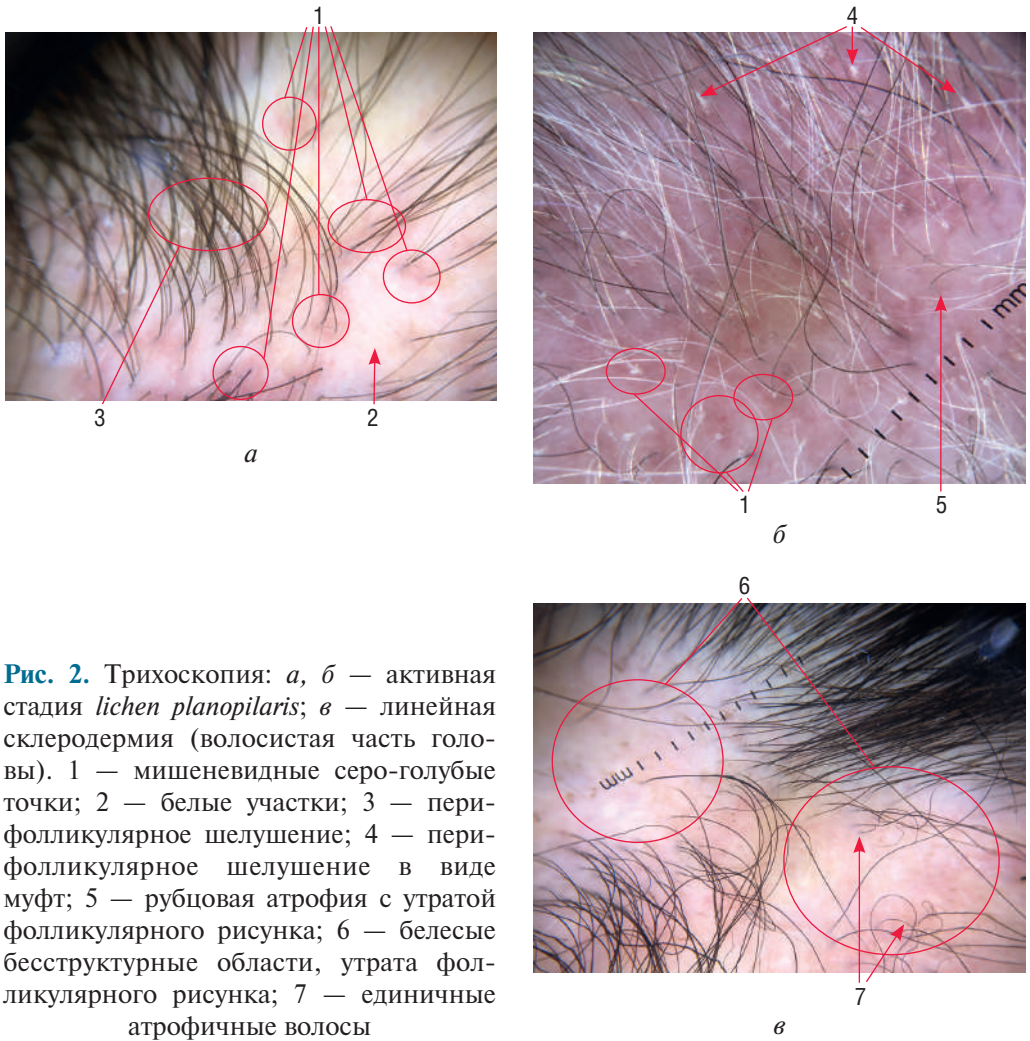 1
4
3
2
а
1
5
б
6
Рис. 2. Трихоскопия: а, б — активная
стадия lichen planopilaris; в — линейная
склеродермия (волосистая часть голо-
вы). 1 — мишеневидные серо-голубые
точки; 2 — белые участки; 3 — пери-
фолликулярное шелушение; 4 — пери-
фолликулярное шелушение в виде
муфт; 5 — рубцовая атрофия с утратой
фолликулярного рисунка; 6 — белесые
бесструктурные области, утрата фол-
ликулярного рисунка; 7 — единичные
атрофичные волосы
7
в
mm
mm